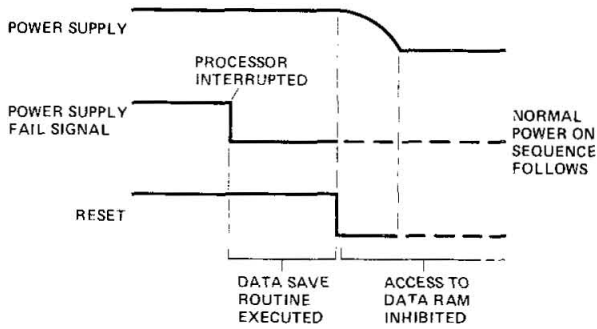 POWER SUPPLY
PROCESSOR
INTERRUPTED
POWER SUPPLY
FAIL SIGNAL
NORMAL
POWER ON
SEQUENCE
FOLLOWS
RESET
DATA SAVE
ROUTINE
EXECUTED
ACCESS TO
DATA RAM
INHIBITED